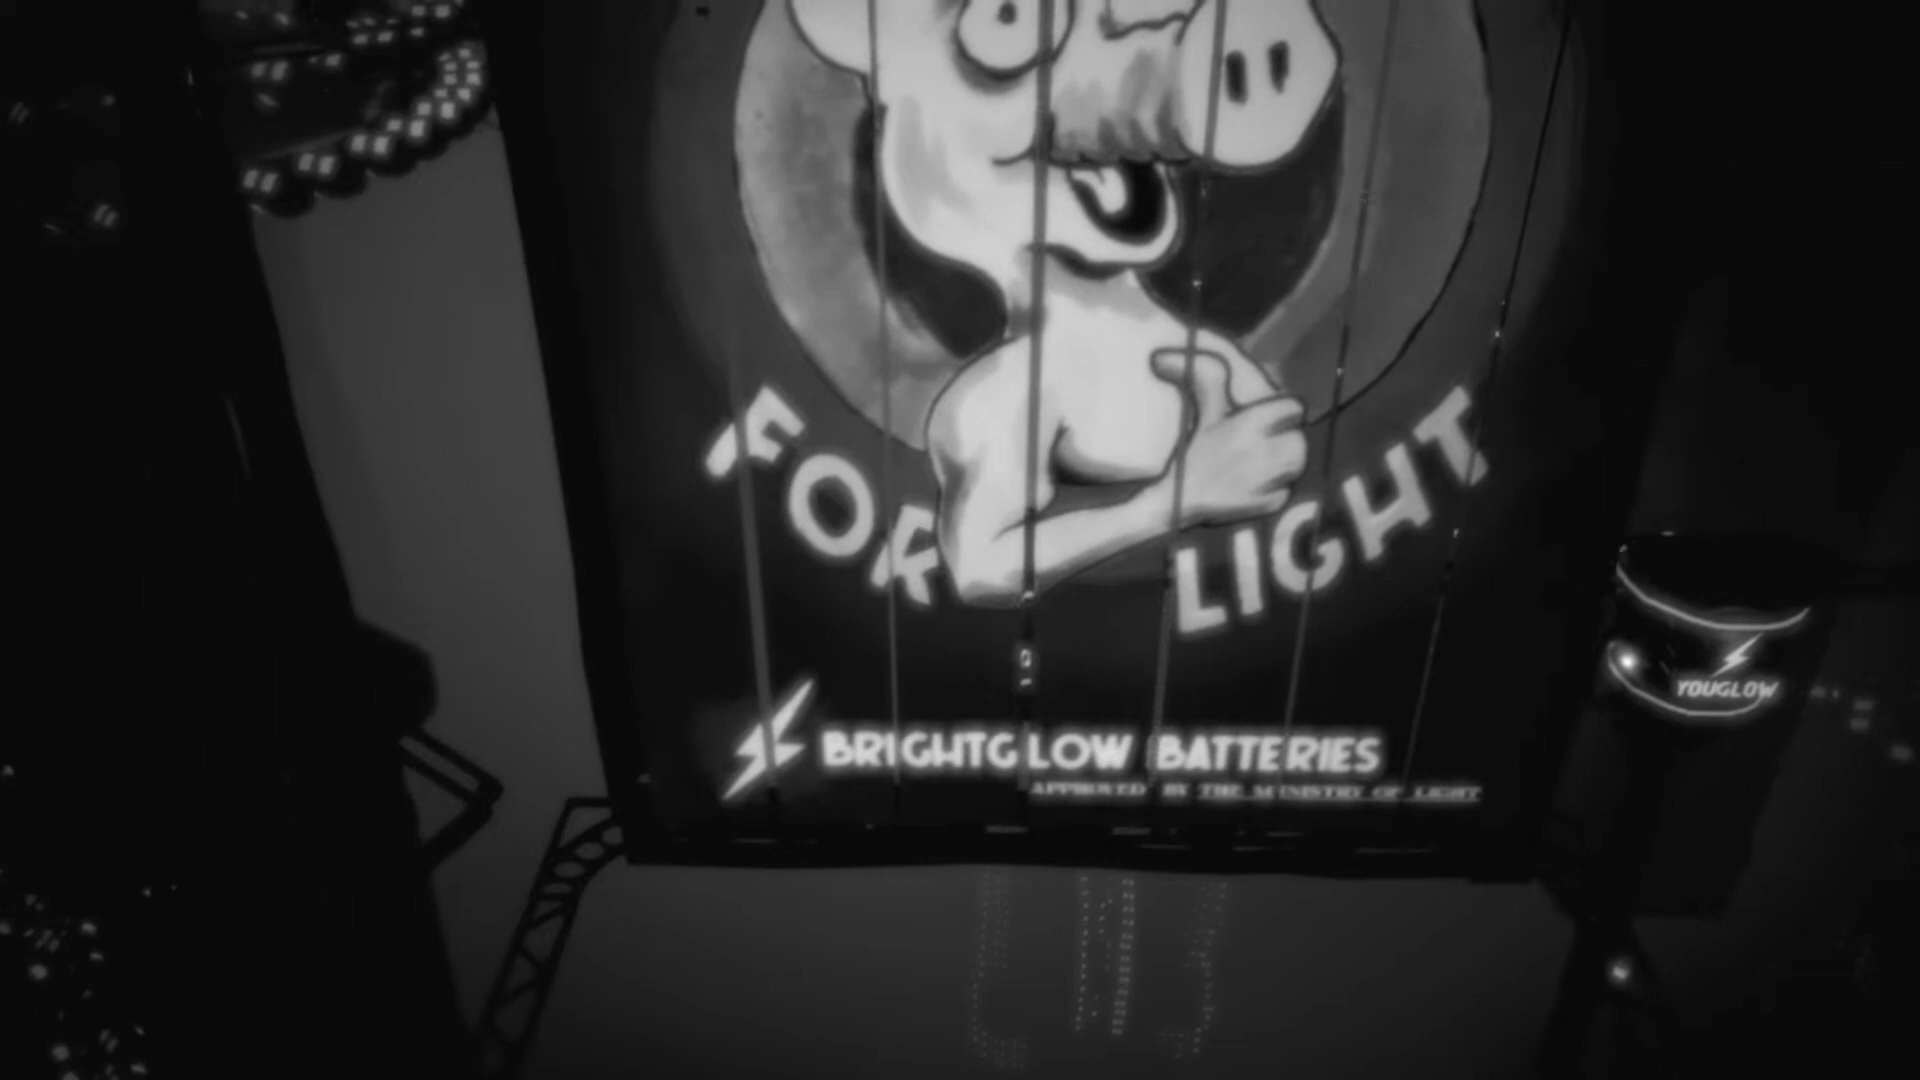 FOR LIGHT
BRIGHTGLOW BATTERIES
APPROVED BY THE MINISTRY OF LIGHT
YOUGLOW